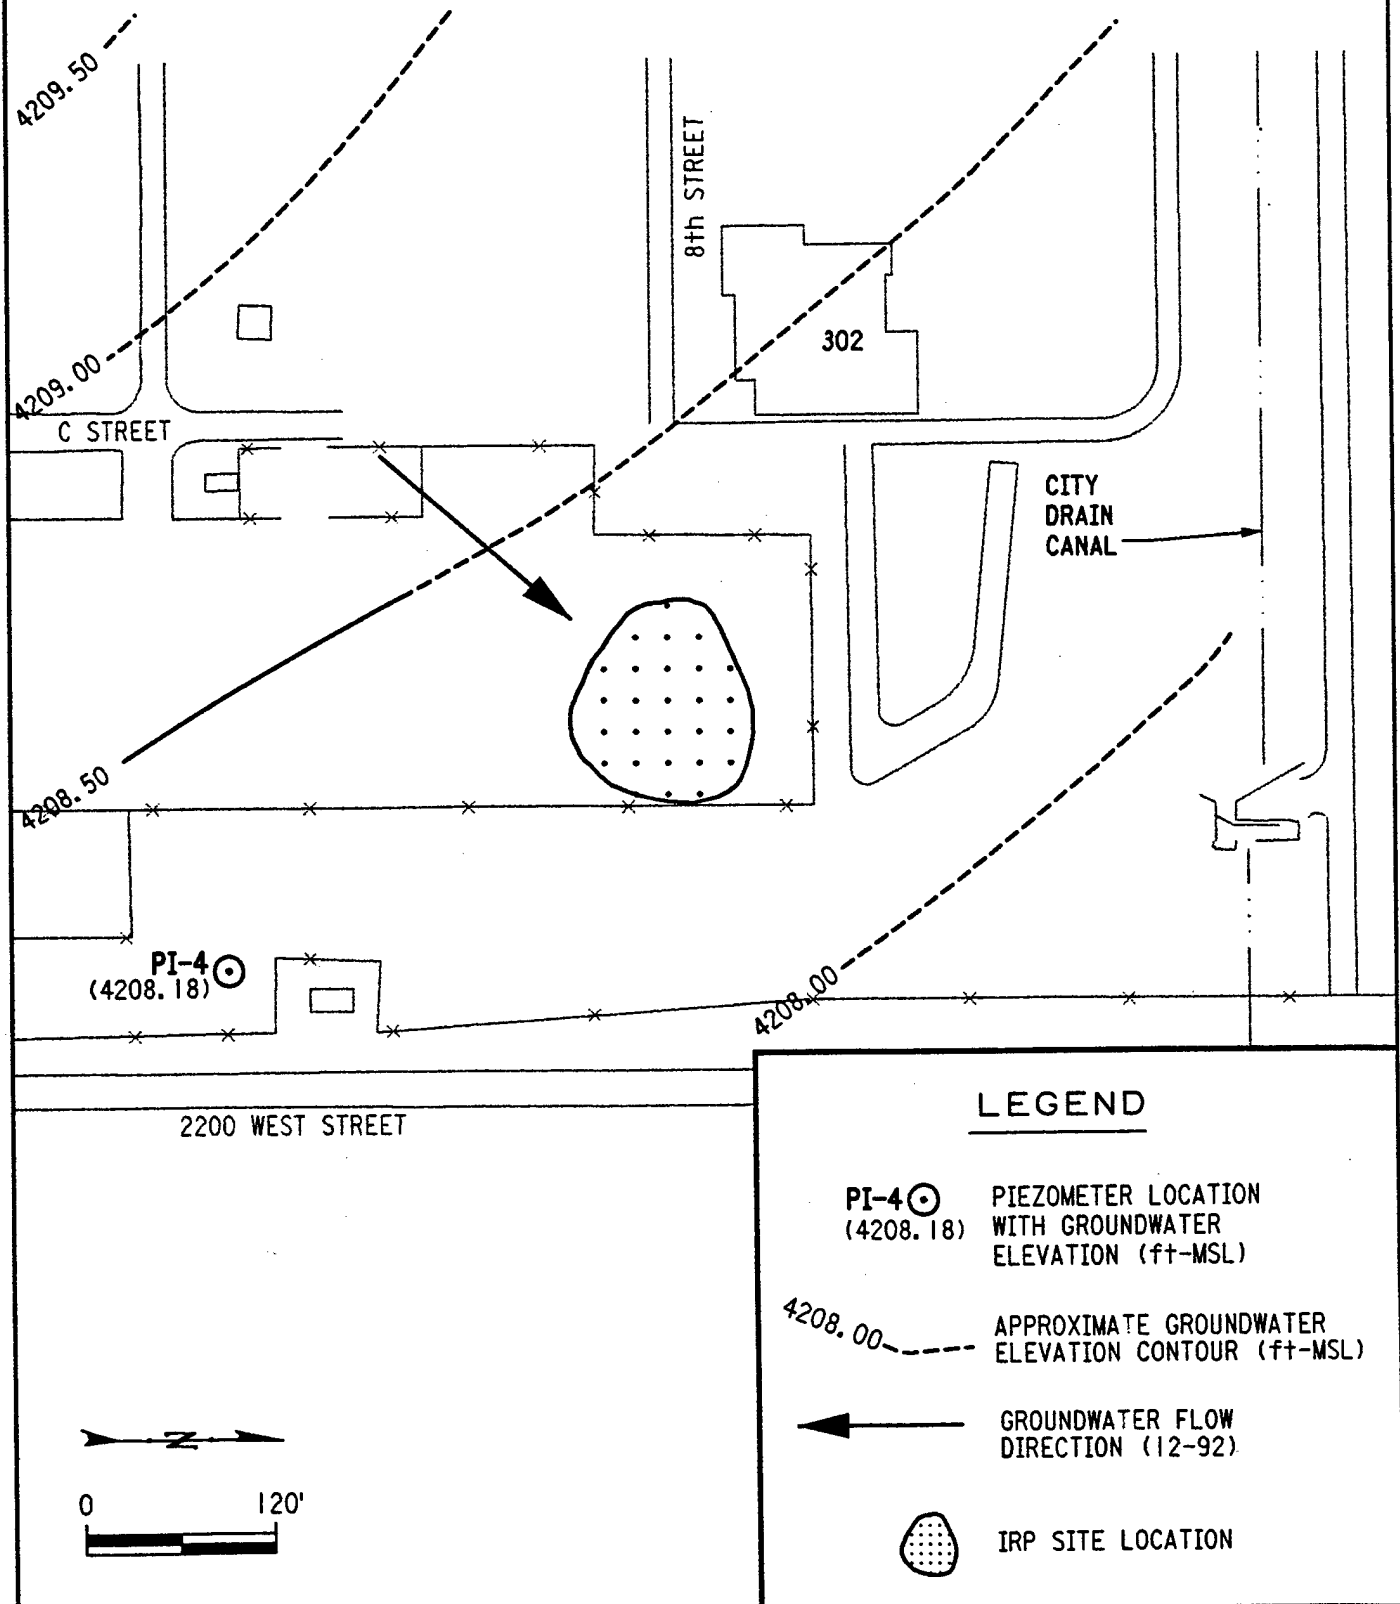 4209.50
8th STREET
302
4209.00
C STREET
CITY
DRAIN
CANAL
4208.50
PI-4
(4208.18)
4208.00
2200 WEST STREET
LEGEND
PI-4
(4208.18)
PIEZOMETER LOCATION
WITH GROUNDWATER
ELEVATION (ft-MSL)
4208.00
APPROXIMATE GROUNDWATER
ELEVATION CONTOUR (ft-MSL)
GROUNDWATER FLOW
DIRECTION (12-92)
IRP SITE LOCATION
N
0 120'